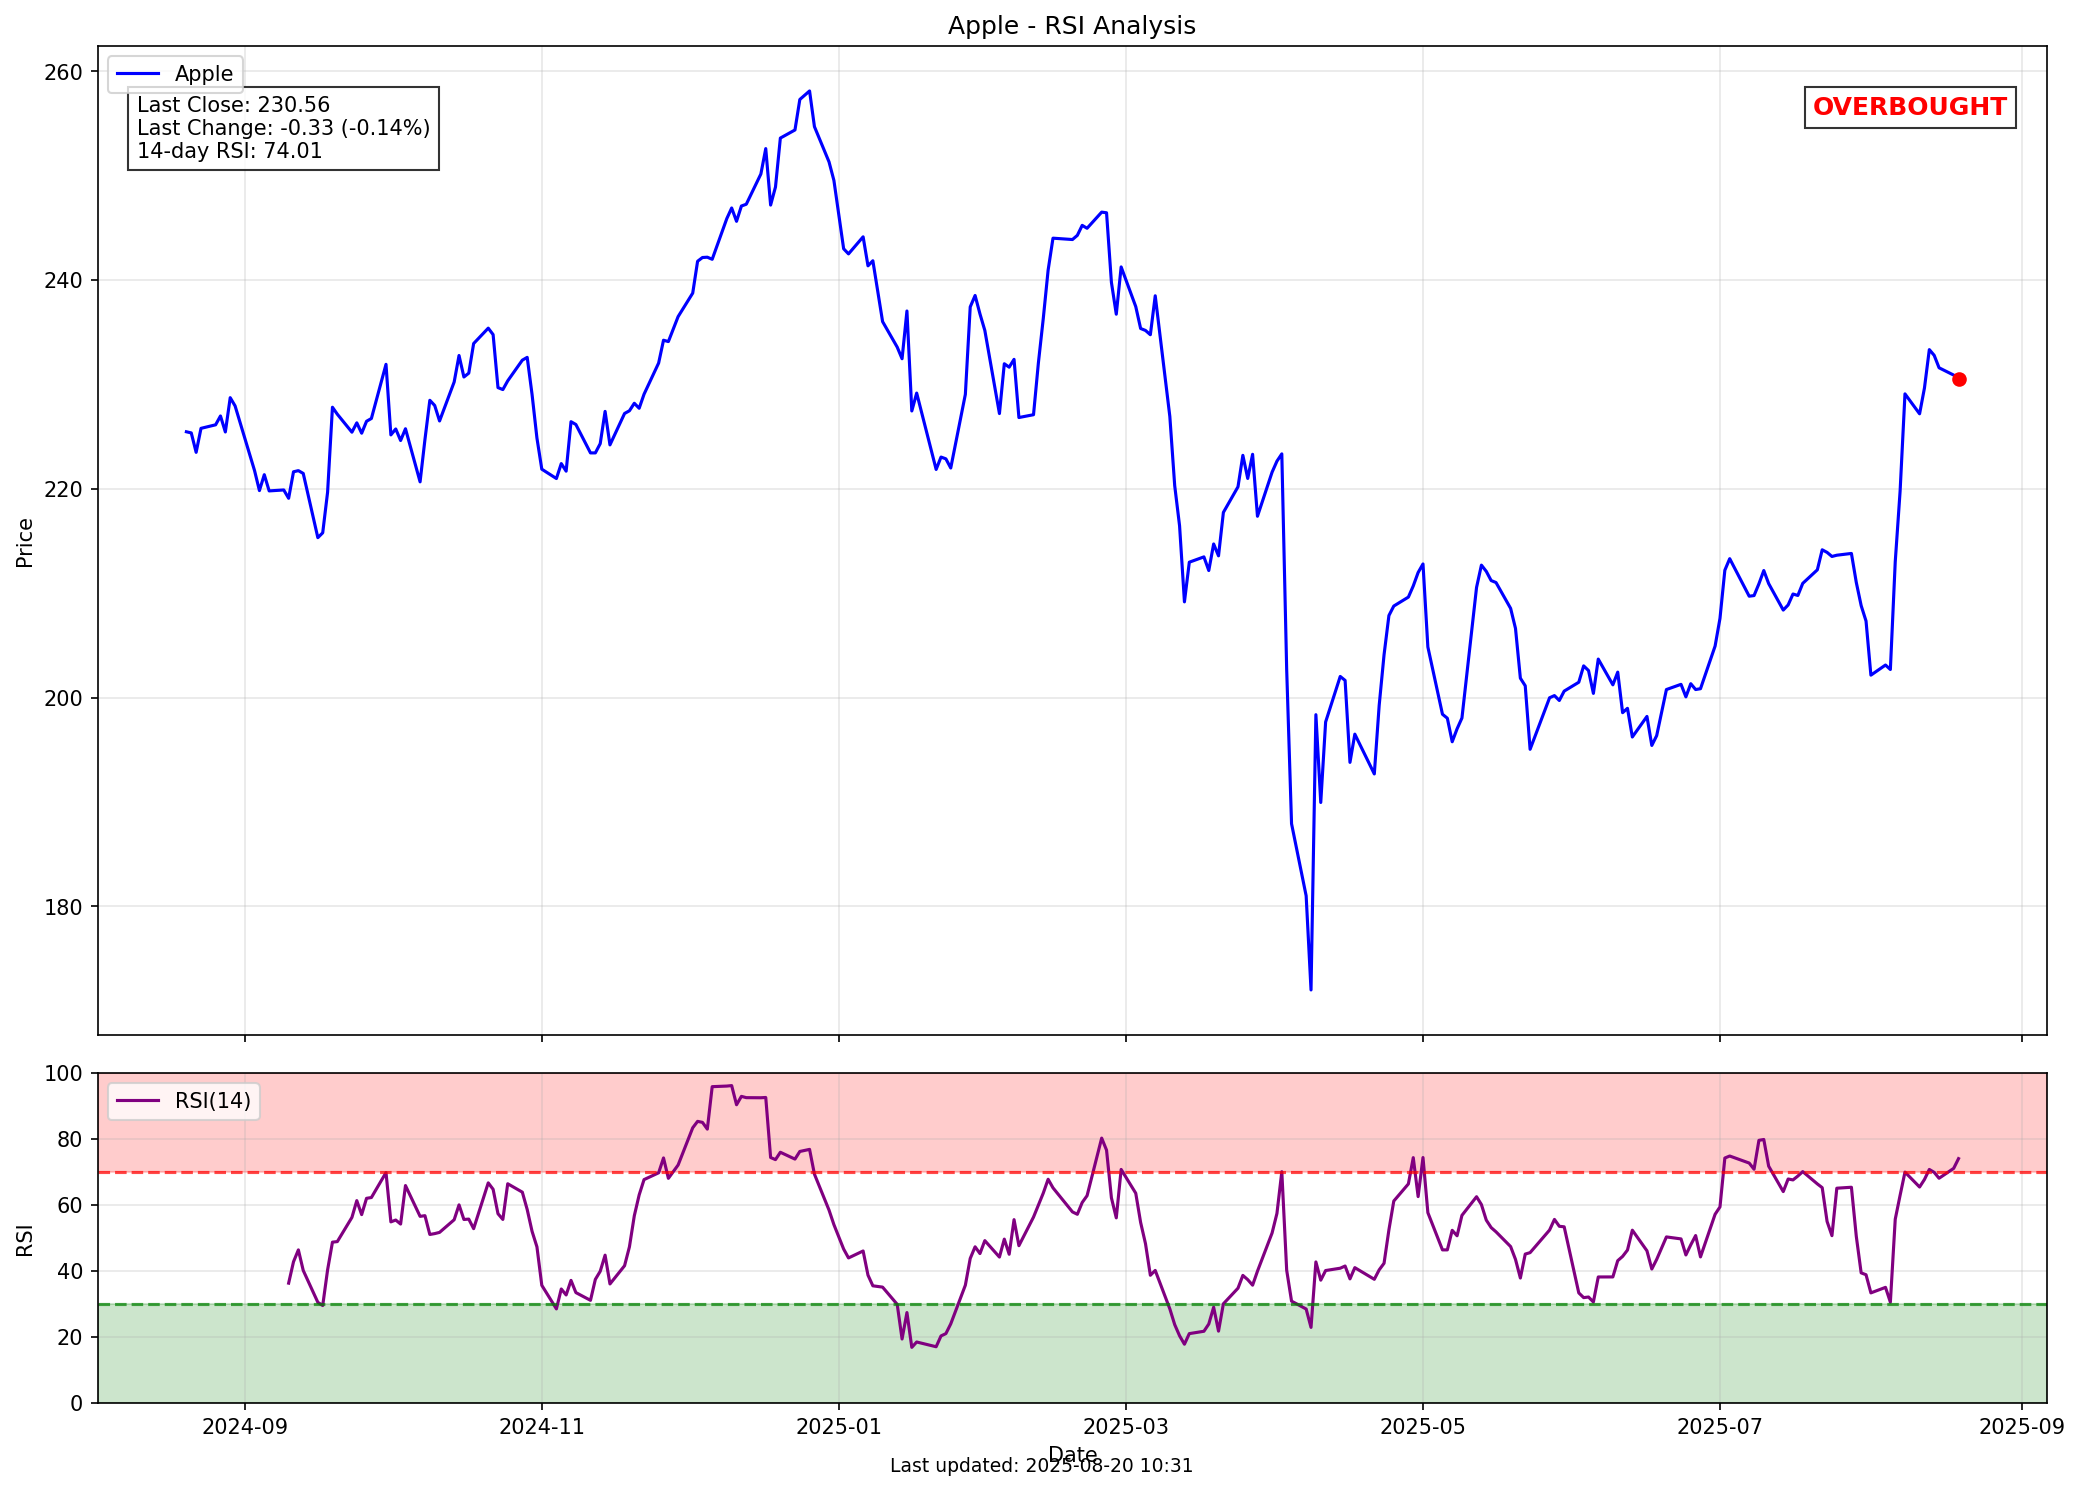 Apple - RSI Analysis
Apple
Last Close: 230.56
Last Change: -0.33 (-0.14%)
14-day RSI: 74.01
OVERBOUGHT
260
240
220
200
180
Price
RSI(14)
100
80
60
40
20
0
RSI
2024-09
2024-11
2025-01
2025-03
2025-05
2025-07
2025-09
Date
Last updated: 2025-08-20 10:31